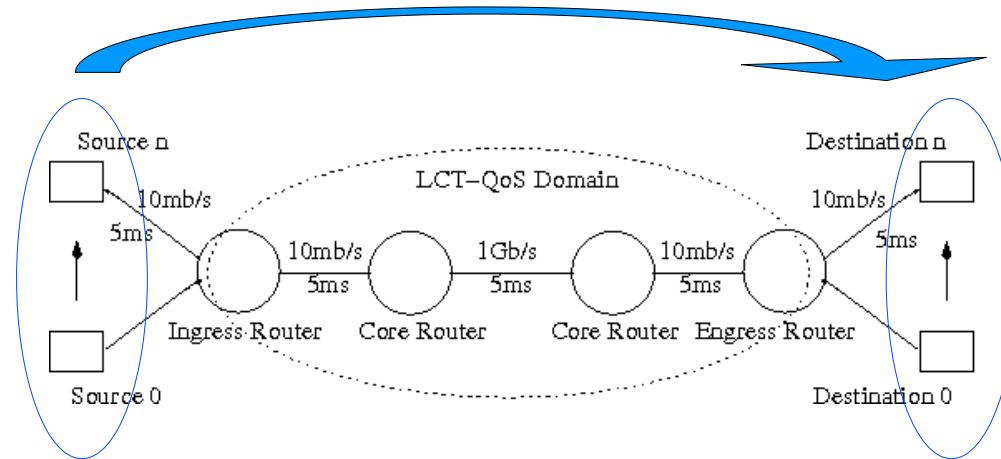 Source n
Destination n
LCT-QoS Domain
10mb/s
10mb/s
5ms
5ms
10mb/s
1Gb/s
10mb/s
5ms
5ms
5ms
Ingress Router
Core Router
Core Router
Engress Router
Source 0
Destination 0